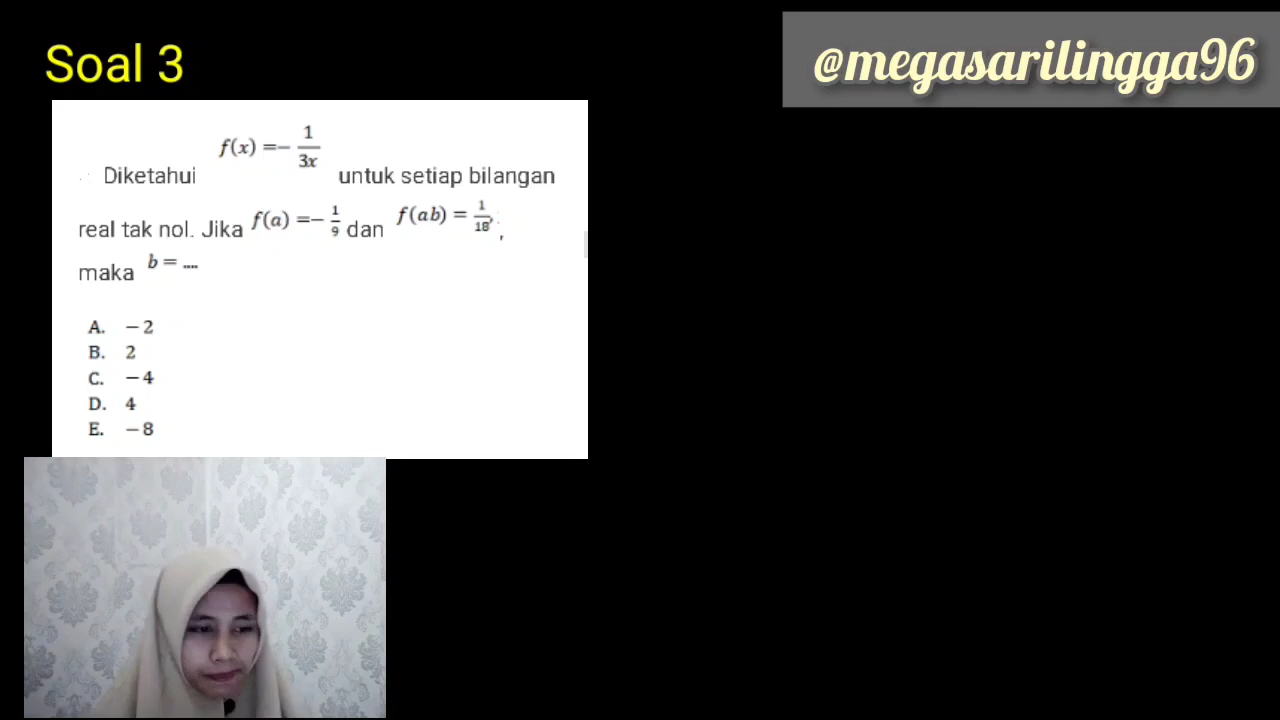 Soal 3
@megasarilingga96
Diketahui f(x) =− 1/3x untuk setiap bilangan
real tak nol. Jika f(a) =− 1/9 dan f(ab) = 1/18,
maka b = ....
A. −2
B. 2
C. −4
D. 4
E. −8